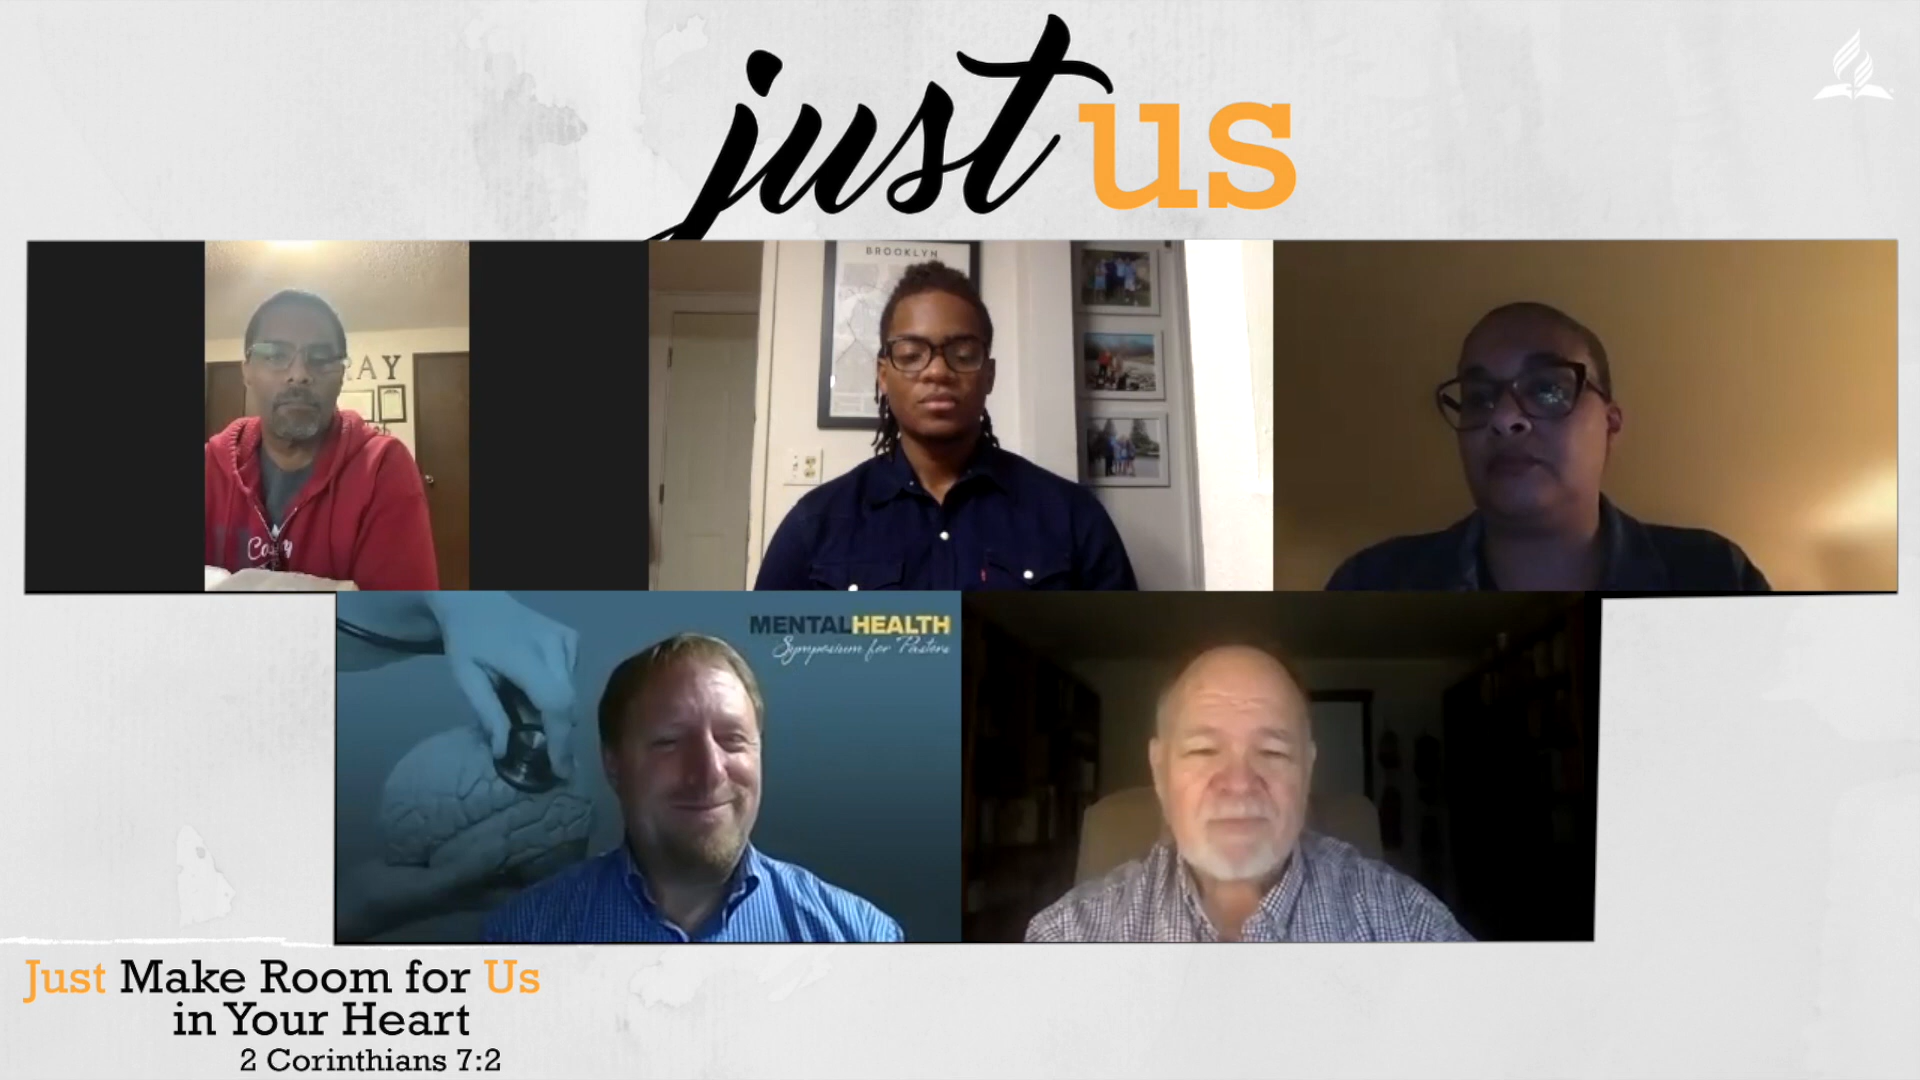 just us
BROOKLYN
RAY
MENTALHEALTH
Symposium for Pastors
Just Make Room for Us
in Your Heart
2 Corinthians 7:2